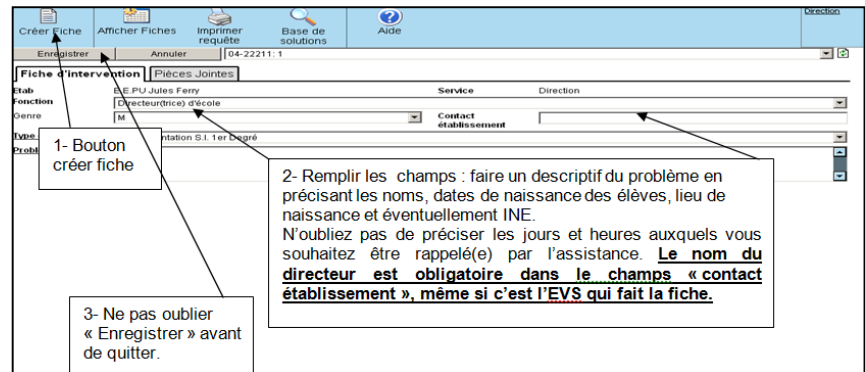 Direction
Créer Fiche Afficher Fiches Imprimer requête Base de solutions Aide
Enregistrer Annuler 04-22211: 1
Fiche d'intervention Pièces Jointes
Etab E.E.PU Jules Ferry Service Direction
Fonction Directeur(trice) d'école
Genre M Contact établissement
Type ntation S.I. 1er Degré
Probl
1- Bouton
créer fiche
2- Remplir les champs : faire un descriptif du problème en
précisant les noms, dates de naissance des élèves, lieu de
naissance et éventuellement INE.
N'oubliez pas de préciser les jours et heures auxquels vous
souhaitez être rappelé(e) par l'assistance. Le nom du
directeur est obligatoire dans le champs « contact
établissement », même si c'est l'EVS qui fait la fiche.
3- Ne pas oublier
« Enregistrer » avant
de quitter.